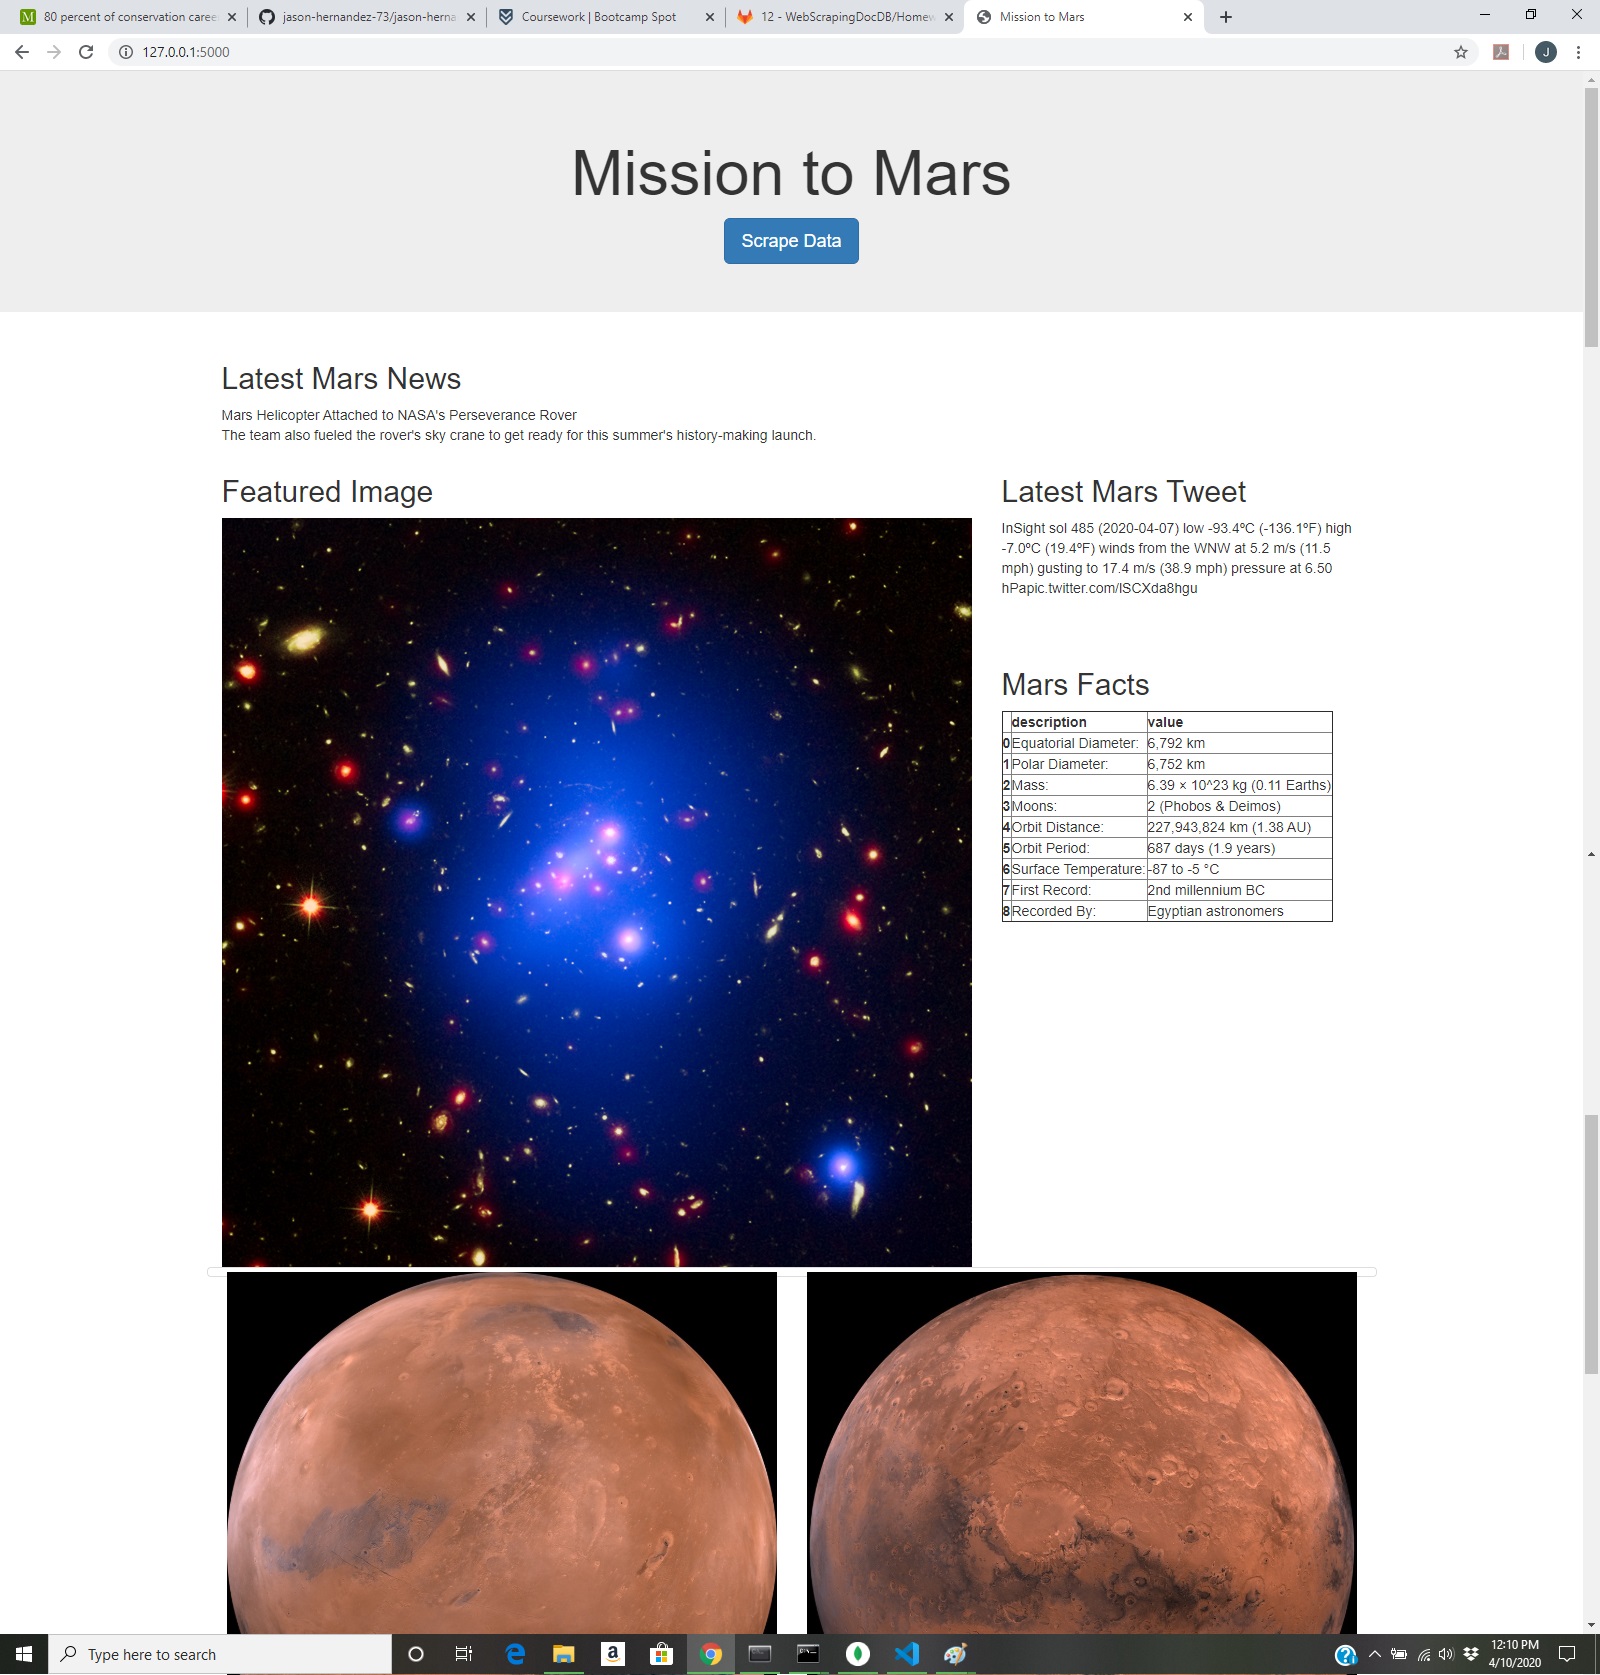 80 percent of conservation caree
jason-hernandez-73/jason-herna
Coursework | Bootcamp Spot
12 - WebScrapingDocDB/Homew
Mission to Mars
127.0.0.1:5000
J
Mission to Mars
Scrape Data
Latest Mars News
Mars Helicopter Attached to NASA's Perseverance Rover
The team also fueled the rover's sky crane to get ready for this summer's history-making launch.
Featured Image
Latest Mars Tweet
InSight sol 485 (2020-04-07) low -93.4ºC (-136.1ºF) high
-7.0ºC (19.4ºF) winds from the WNW at 5.2 m/s (11.5
mph) gusting to 17.4 m/s (38.9 mph) pressure at 6.50
hPapic.twitter.com/ISCXda8hgu
Mars Facts
description value
0 Equatorial Diameter: 6,792 km
1 Polar Diameter: 6,752 km
2 Mass: 6.39 × 10^23 kg (0.11 Earths)
3 Moons: 2 (Phobos & Deimos)
4 Orbit Distance: 227,943,824 km (1.38 AU)
5 Orbit Period: 687 days (1.9 years)
6 Surface Temperature: -87 to -5 °C
7 First Record: 2nd millennium BC
8 Recorded By: Egyptian astronomers
Type here to search
12:10 PM
4/10/2020